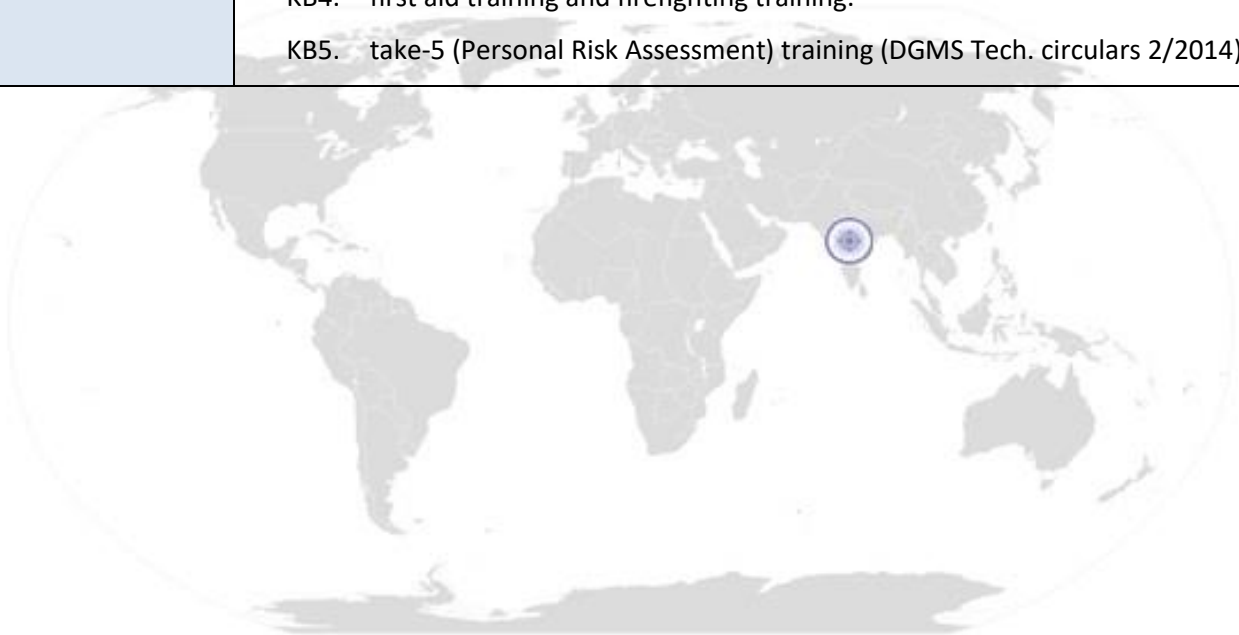 KB4. first aid training and firefighting training.
KB5. take-5 (Personal Risk Assessment) training (DGMS Tech. circulars 2/2014)